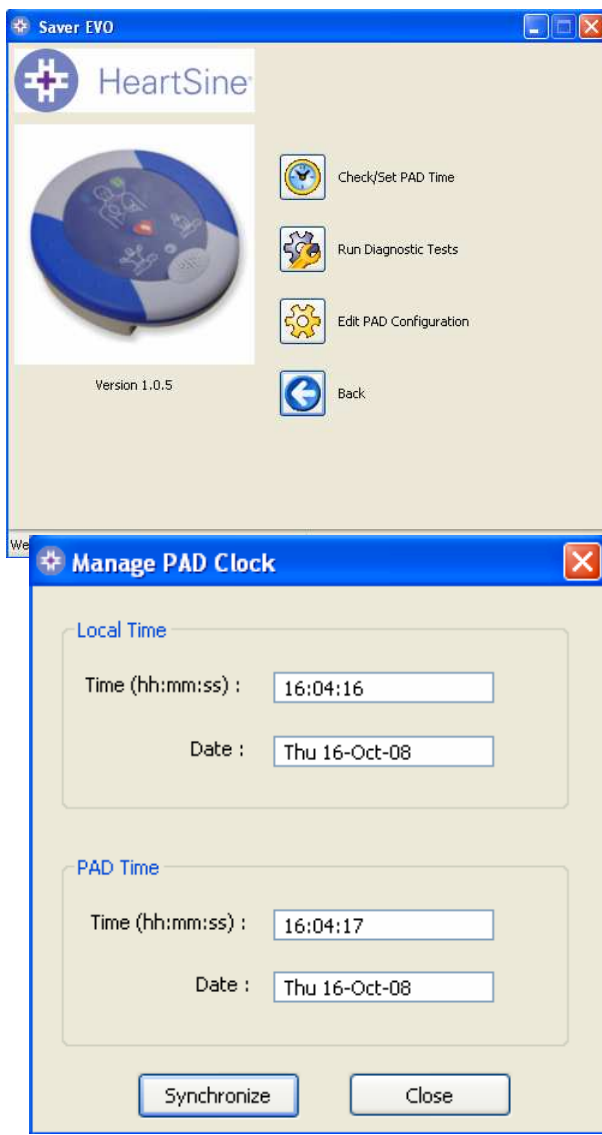 Saver EVO
HeartSine
Check/Set PAD Time
Run Diagnostic Tests
Edit PAD Configuration
Version 1.0.5
Back
We
Manage PAD Clock
Local Time
Time (hh:mm:ss) : 16:04:16
Date : Thu 16-Oct-08
PAD Time
Time (hh:mm:ss) : 16:04:17
Date : Thu 16-Oct-08
Synchronize Close